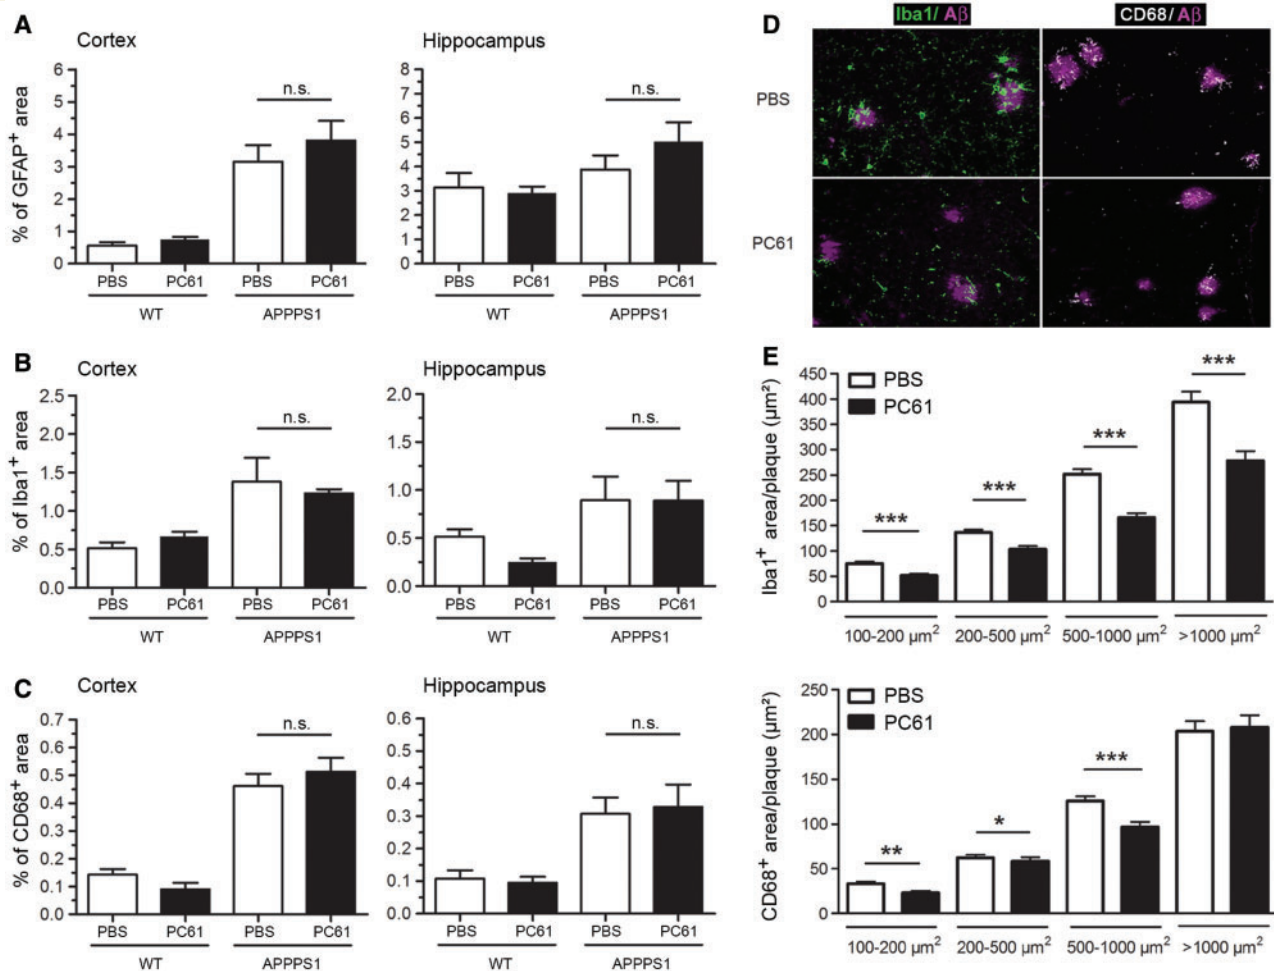 A
Cortex
Hippocampus
% of GFAP⁺ area
6
5
4
3
2
1
0
n.s.
PBS PC61 PBS PC61
WT APPPS1
8
7
6
5
4
3
2
1
0
n.s.
PBS PC61 PBS PC61
WT APPPS1
B
Cortex
Hippocampus
% of Iba1⁺ area
2.5
2.0
1.5
1.0
0.5
0.0
n.s.
PBS PC61 PBS PC61
WT APPPS1
2.0
1.5
1.0
0.5
0.0
n.s.
PBS PC61 PBS PC61
WT APPPS1
C
Cortex
Hippocampus
% of CD68⁺ area
0.7
0.6
0.5
0.4
0.3
0.2
0.1
0.0
n.s.
PBS PC61 PBS PC61
WT APPPS1
0.6
0.5
0.4
0.3
0.2
0.1
0.0
n.s.
PBS PC61 PBS PC61
WT APPPS1
D
Iba1/ Aβ
CD68/ Aβ
PBS
PC61
E
Iba1⁺ area/plaque (µm²)
450
400
350
300
250
200
150
100
50
0
PBS
PC61
***
***
***
***
100-200 µm² 200-500 µm² 500-1000 µm² >1000 µm²
CD68⁺ area/plaque (µm²)
250
200
150
100
50
0
PBS
PC61
**
*
***
100-200 µm² 200-500 µm² 500-1000 µm² >1000 µm²